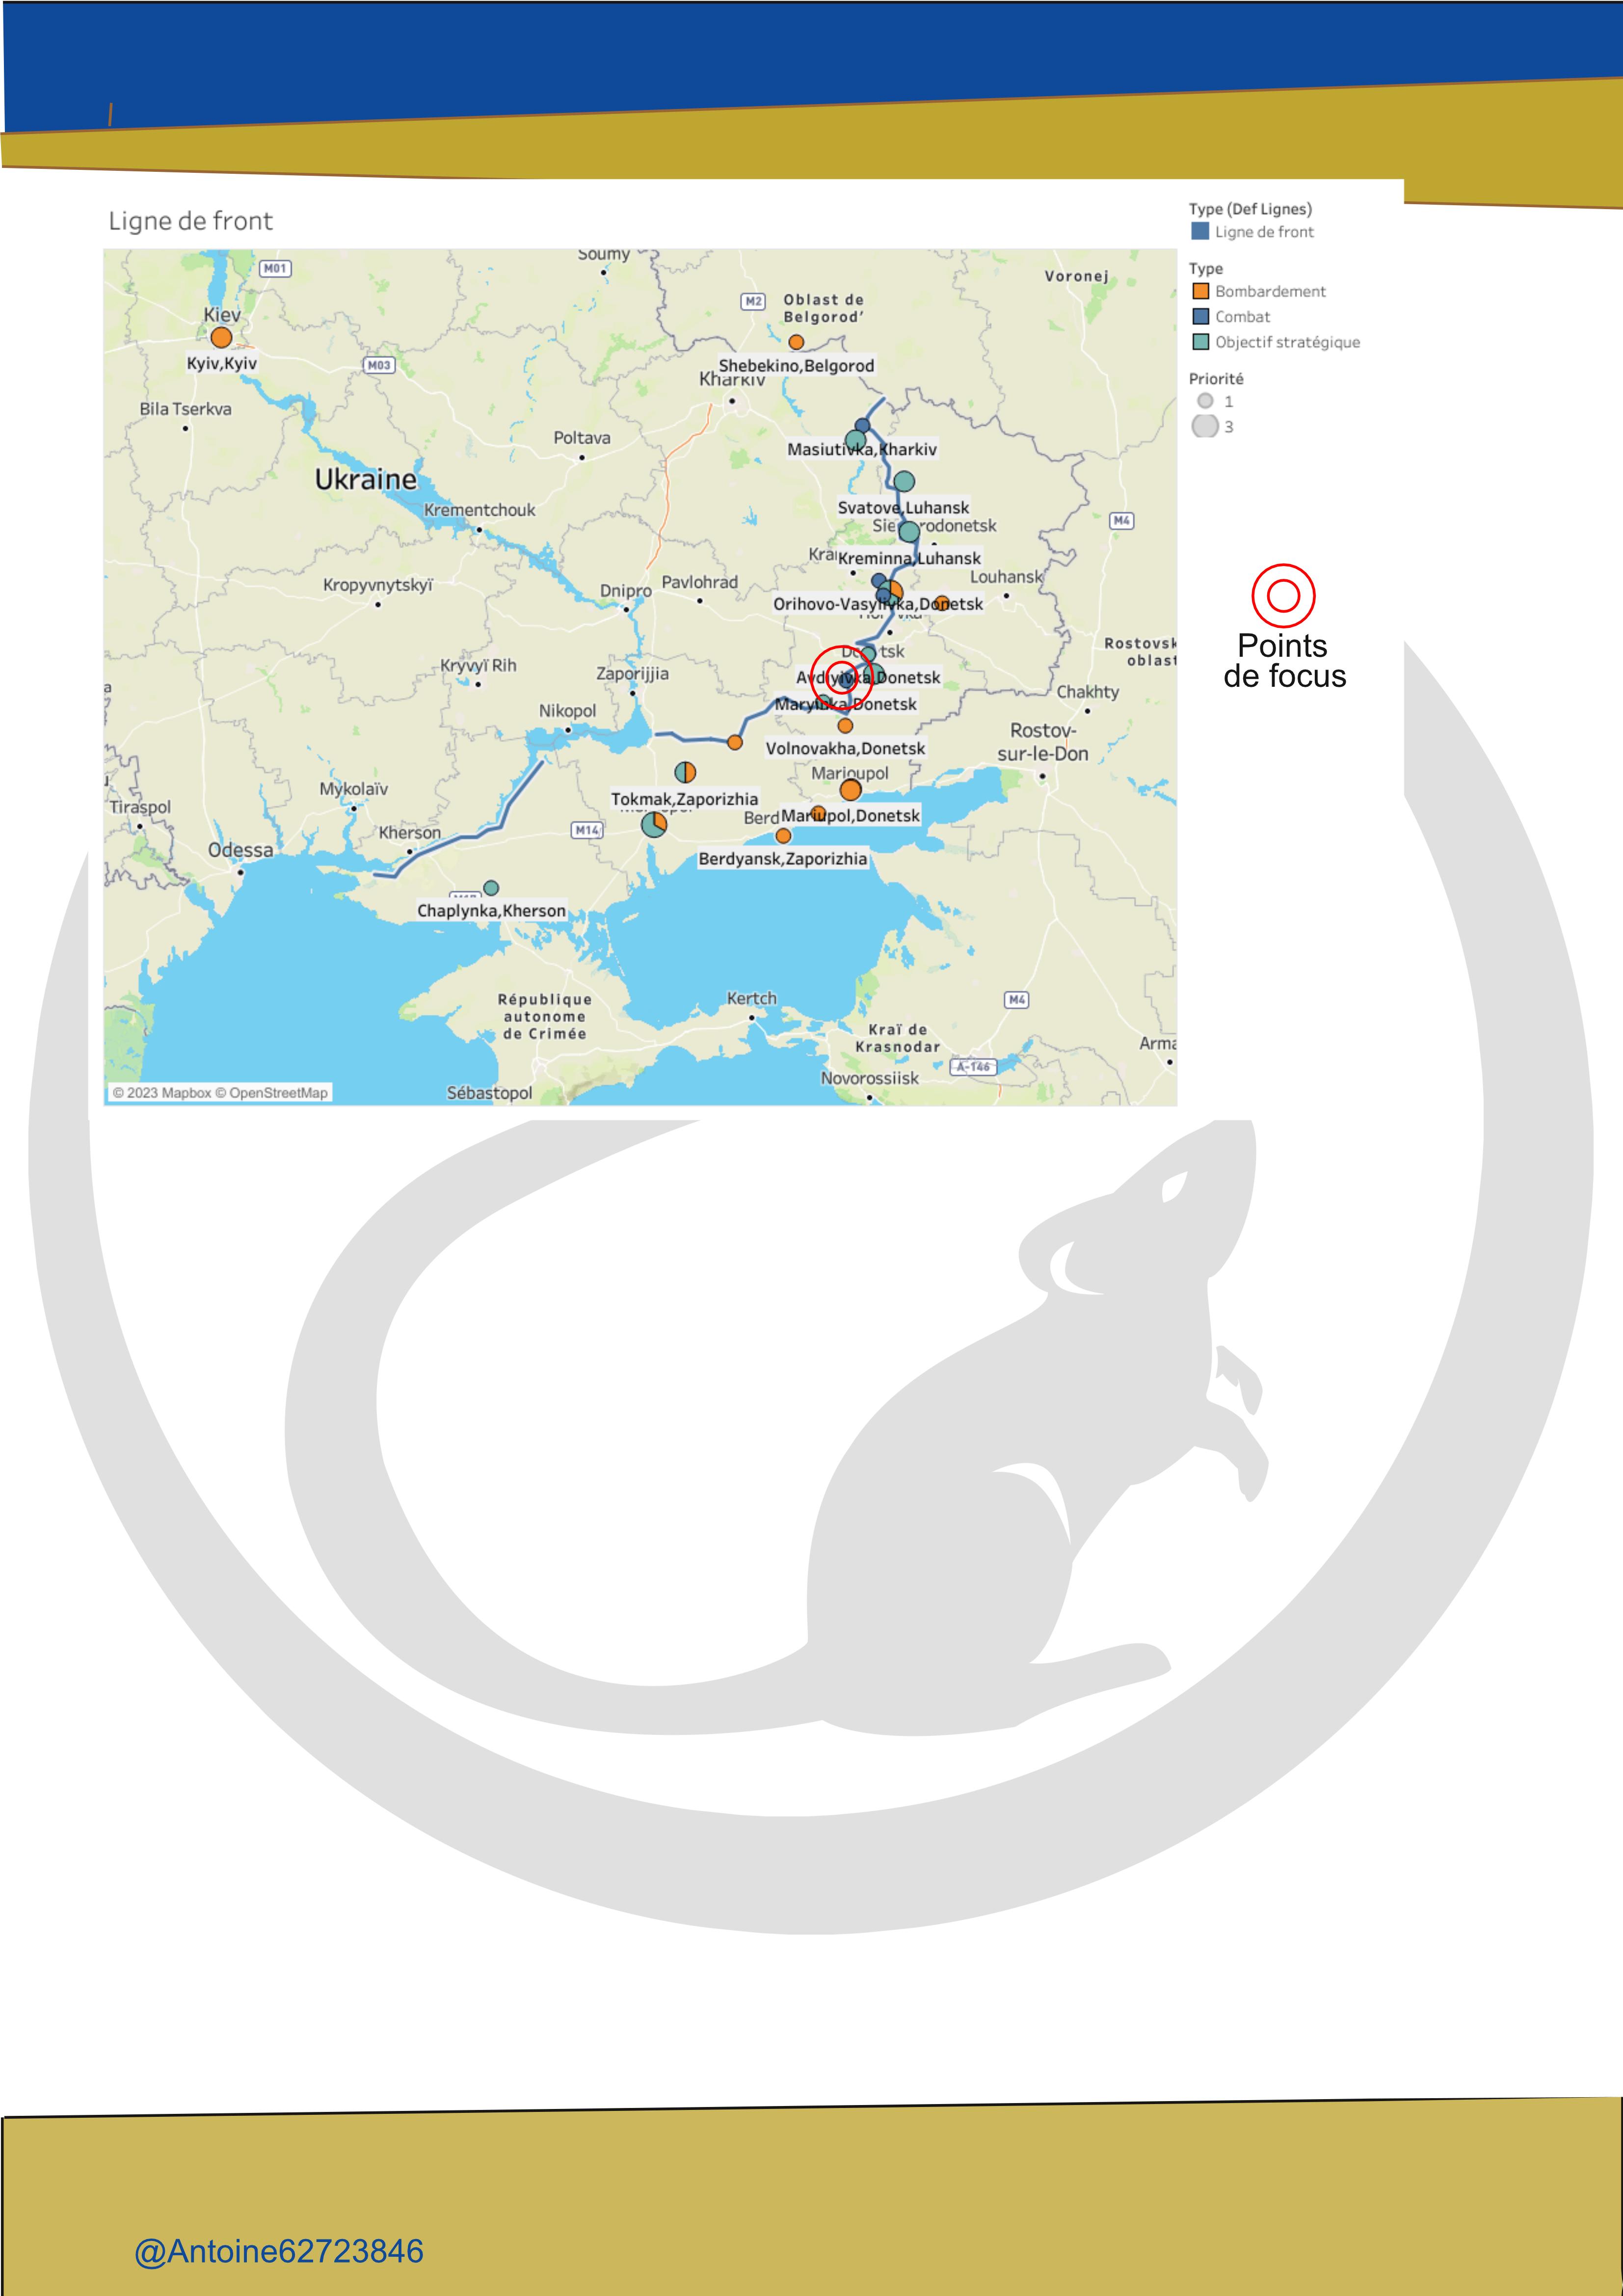 Ligne de front
Type (Def Lignes)
Ligne de front
Type
Bombardement
Combat
Objectif stratégique
Priorité
1
3
Points
de focus
Soumy
M01
Voronej
M2
Oblast de
Belgorod'
Kiev
Kyiv,Kyiv
M03
Shebekino,Belgorod
Kharkiv
Bila Tserkva
Poltava
Masiutivka,Kharkiv
Ukraine
Krementchouk
Svatove,Luhansk
M4
Kreminna,Luhansk
Kropyvnytskyï
Dnipro
Pavlohrad
Louhansk
Orihovo-Vasylivka,Donetsk
Rostovsk
oblast
Kryvyï Rih
Zaporijjia
Avdiyivka,Donetsk
Chakhty
Nikopol
Maryinka,Donetsk
Rostov-
sur-le-Don
Volnovakha,Donetsk
Marioupol
Mykolaïv
Tiraspol
Tokmak,Zaporizhia
Mariupol,Donetsk
Kherson
M14
Odessa
Berdyansk,Zaporizhia
Chaplynka,Kherson
République
autonome
de Crimée
Kertch
M4
Kraï de
Krasnodar
Arma
A-146
Novorossiisk
Sébastopol
© 2023 Mapbox © OpenStreetMap
@Antoine62723846